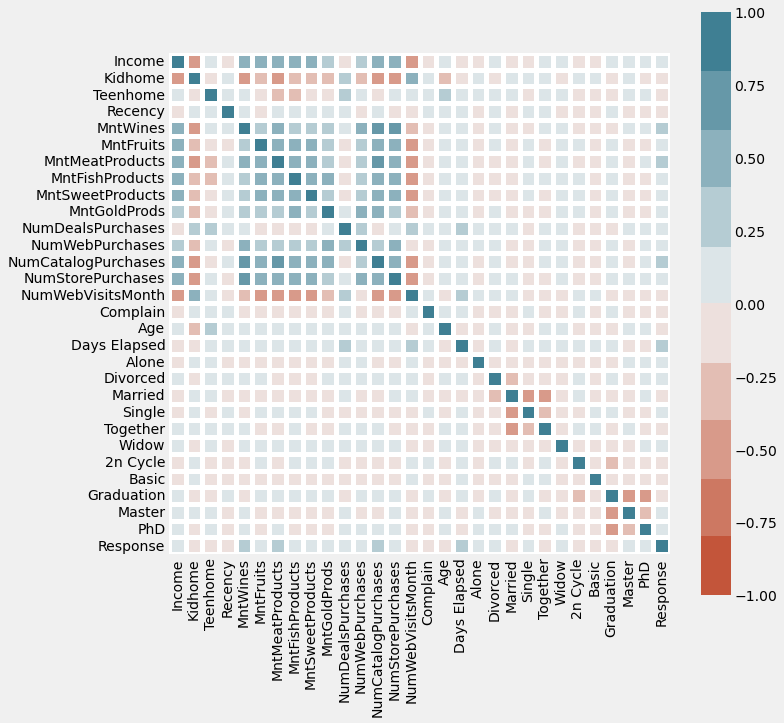 Income
Kidhome
Teenhome
Recency
MntWines
MntFruits
MntMeatProducts
MntFishProducts
MntSweetProducts
MntGoldProds
NumDealsPurchases
NumWebPurchases
NumCatalogPurchases
NumStorePurchases
NumWebVisitsMonth
Complain
Age
Days Elapsed
Alone
Divorced
Married
Single
Together
Widow
2n Cycle
Basic
Graduation
Master
PhD
Response
Income
Kidhome
Teenhome
Recency
MntWines
MntFruits
MntMeatProducts
MntFishProducts
MntSweetProducts
MntGoldProds
NumDealsPurchases
NumWebPurchases
NumCatalogPurchases
NumStorePurchases
NumWebVisitsMonth
Complain
Age
Days Elapsed
Alone
Divorced
Married
Single
Together
Widow
2n Cycle
Basic
Graduation
Master
PhD
Response
1.00
0.75
0.50
0.25
0.00
−0.25
−0.50
−0.75
−1.00